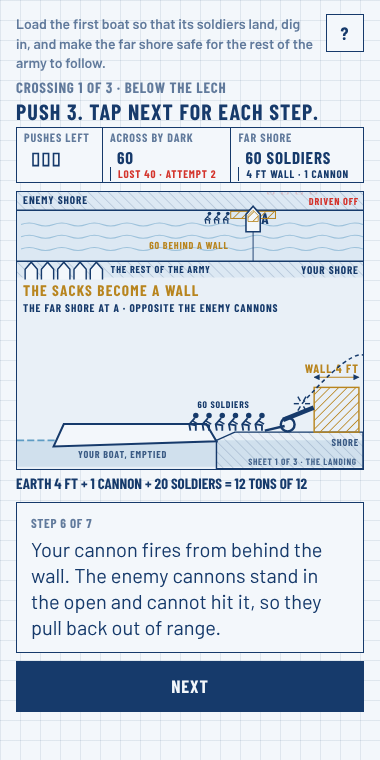 Load the first boat so that its soldiers land, dig
in, and make the far shore safe for the rest of the
army to follow.
?
CROSSING 1 OF 3 · BELOW THE LECH
PUSH 3. TAP NEXT FOR EACH STEP.
PUSHES LEFT
ACROSS BY DARK
60
LOST 40 · ATTEMPT 2
FAR SHORE
60 SOLDIERS
4 FT WALL · 1 CANNON
ENEMY SHORE
DRIVEN OFF
A
60 BEHIND A WALL
THE REST OF THE ARMY
YOUR SHORE
THE SACKS BECOME A WALL
THE FAR SHORE AT A · OPPOSITE THE ENEMY CANNONS
WALL 4 FT
60 SOLDIERS
SHORE
YOUR BOAT, EMPTIED
SHEET 1 OF 3 · THE LANDING
EARTH 4 FT + 1 CANNON + 20 SOLDIERS = 12 TONS OF 12
STEP 6 OF 7
Your cannon fires from behind the
wall. The enemy cannons stand in
the open and cannot hit it, so they
pull back out of range.
NEXT